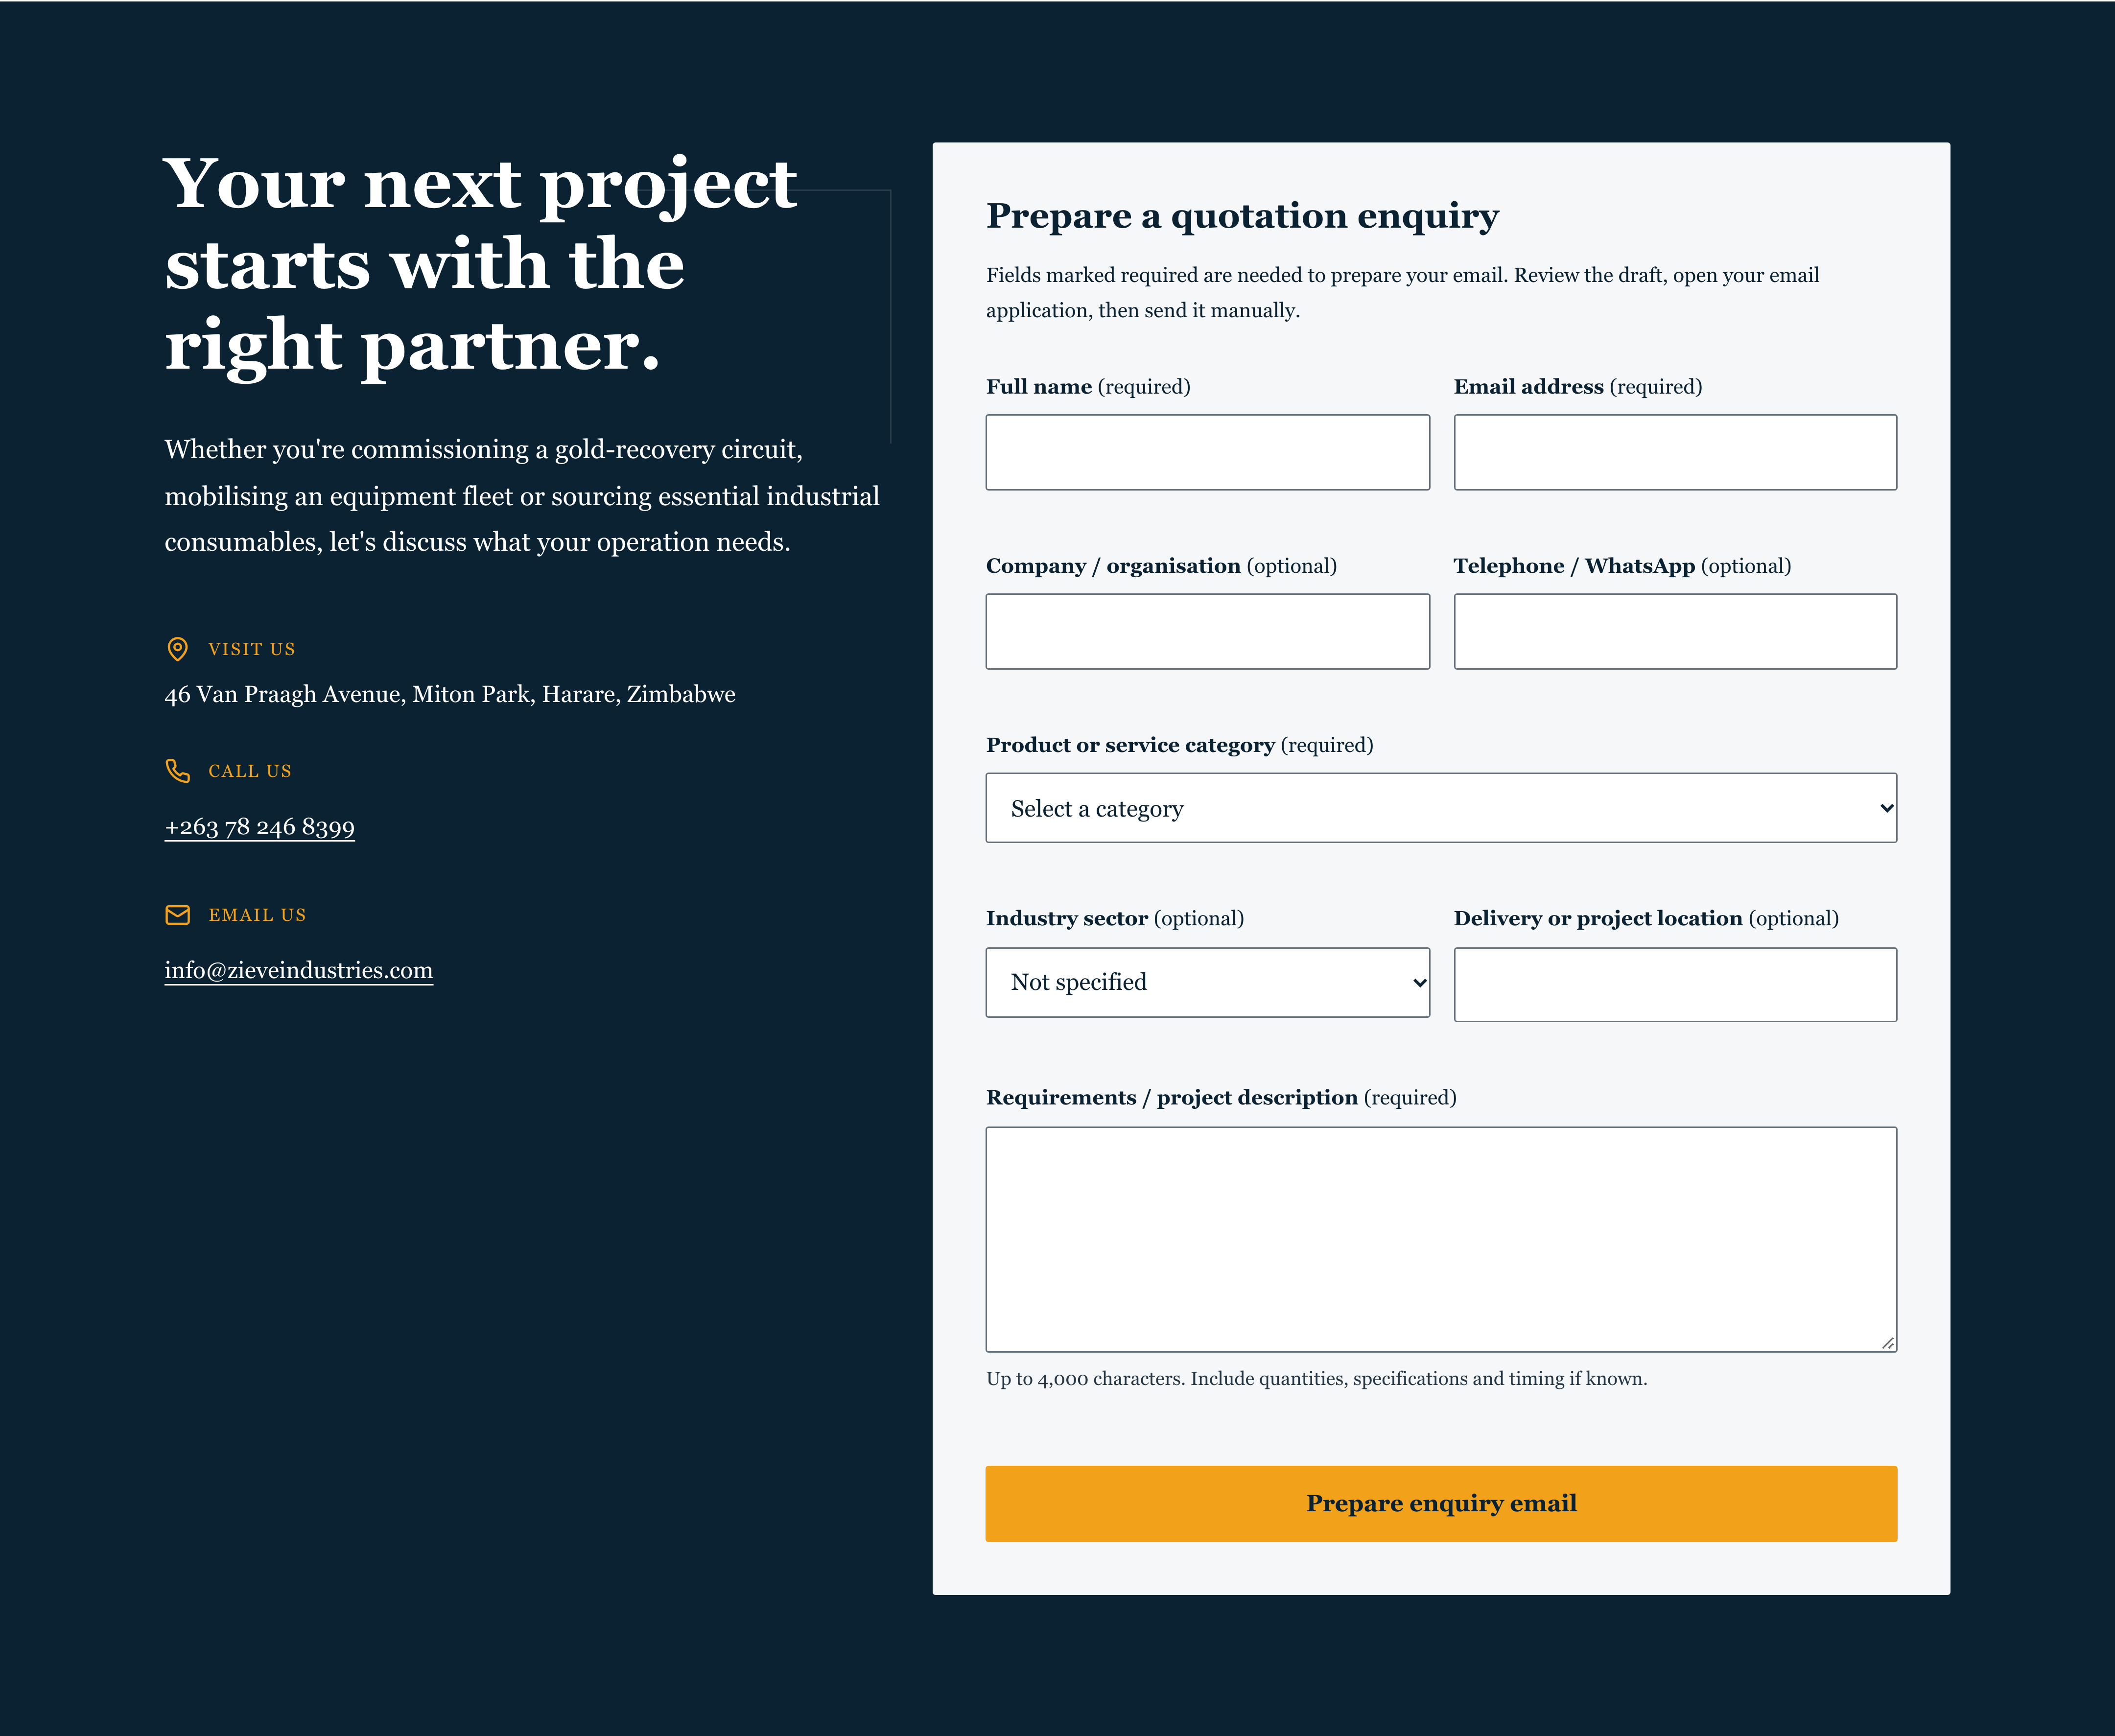 Your next project
starts with the
right partner.
Whether you're commissioning a gold-recovery circuit,
mobilising an equipment fleet or sourcing essential industrial
consumables, let's discuss what your operation needs.
VISIT US
46 Van Praagh Avenue, Miton Park, Harare, Zimbabwe
CALL US
+263 78 246 8399
EMAIL US
info@zieveindustries.com
Prepare a quotation enquiry
Fields marked required are needed to prepare your email. Review the draft, open your email
application, then send it manually.
Full name (required)
Email address (required)
Company / organisation (optional)
Telephone / WhatsApp (optional)
Product or service category (required)
Select a category
Industry sector (optional)
Not specified
Delivery or project location (optional)
Requirements / project description (required)
Up to 4,000 characters. Include quantities, specifications and timing if known.
Prepare enquiry email